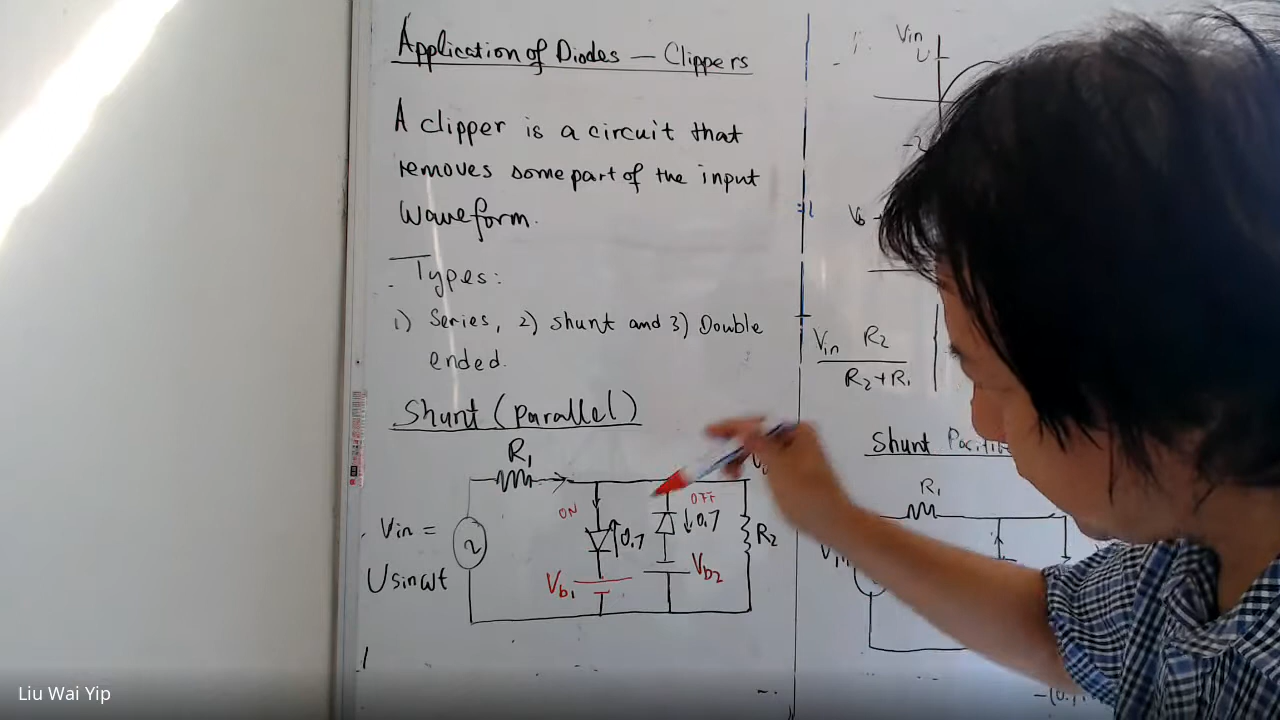 Application of Diodes — Clippers
A clipper is a circuit that
removes some part of the input
waveform.
Types:
1) Series, 2) shunt and 3) Double
ended.
Shunt (parallel)
R1
ON
OFF
0.7
0.7
R2
Vin =
Usinωt
Vb1
Vb2
Vin
U
-2
Vin R2
R2+R1
Shunt
R1
Liu Wai Yip